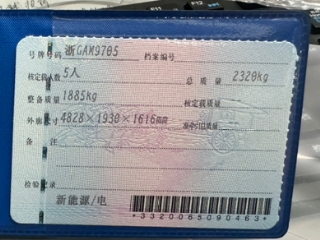 号牌号码 浙GAK9705 档案编号
核定载人数 5人 总质量 2320kg
整备质量 1885kg 核定载质量
外廓尺寸 4828×1930×1616mm 准牵引总质量
备注
检验记录
新能源/电
*3320065090463*